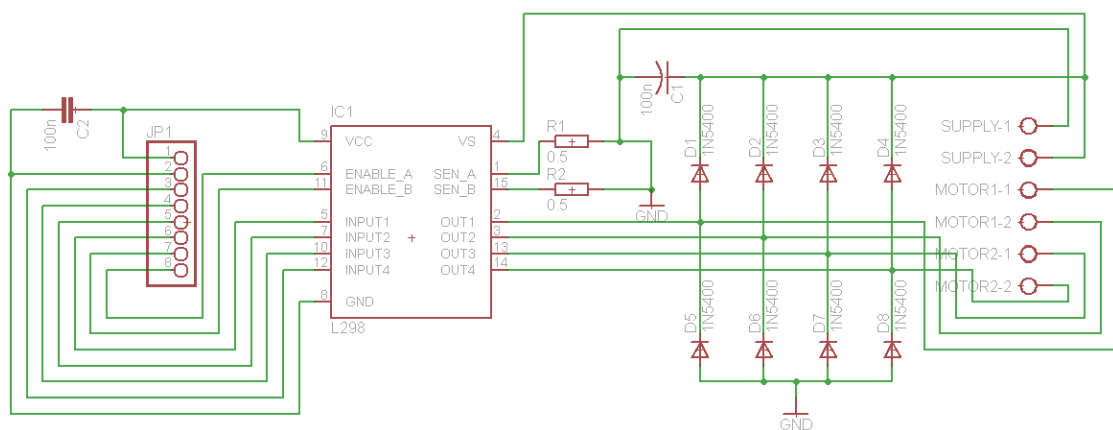 IC1
100n
C2
JP1
1
2
3
4
5
6
7
8
9
VCC
6
ENABLE_A
11
ENABLE_B
5
INPUT1
7
INPUT2
10
INPUT3
12
INPUT4
8
GND
L298
VS
4
SEN_A
1
SEN_B
15
OUT1
2
OUT2
3
OUT3
13
OUT4
14
R1
0.5
R2
0.5
GND
100n
C1
D1
1N5400
D2
1N5400
D3
1N5400
D4
1N5400
D5
1N5400
D6
1N5400
D7
1N5400
D8
1N5400
GND
SUPPLY-1
SUPPLY-2
MOTOR1-1
MOTOR1-2
MOTOR2-1
MOTOR2-2